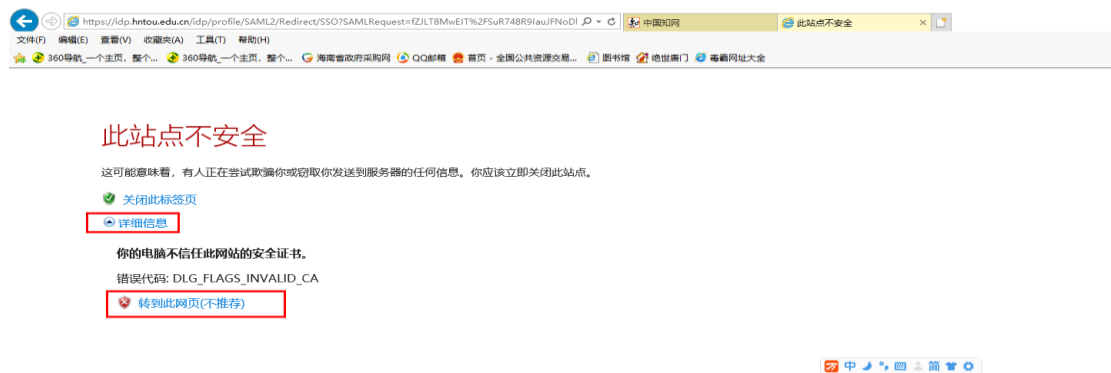 https://idp.hntou.edu.cn/idp/profile/SAML2/Redirect/SSO?SAMLRequest=fZJLT8MwEIT%2FSuR748R9IauJFNoDl
中国知网
此站点不安全
文件(F) 编辑(E) 查看(V) 收藏夹(A) 工具(T) 帮助(H)
360导航_一个主页，整个... 360导航_一个主页，整个... 海南省政府采购网 QQ邮箱 首页 - 全国公共资源交易... 图书馆 绝世唐门 毒霸网址大全
此站点不安全
这可能意味着，有人正在尝试欺骗你或窃取你发送到服务器的任何信息。你应该立即关闭此站点。
关闭此标签页
详细信息
你的电脑不信任此网站的安全证书。
错误代码: DLG_FLAGS_INVALID_CA
转到此网页(不推荐)
中 简